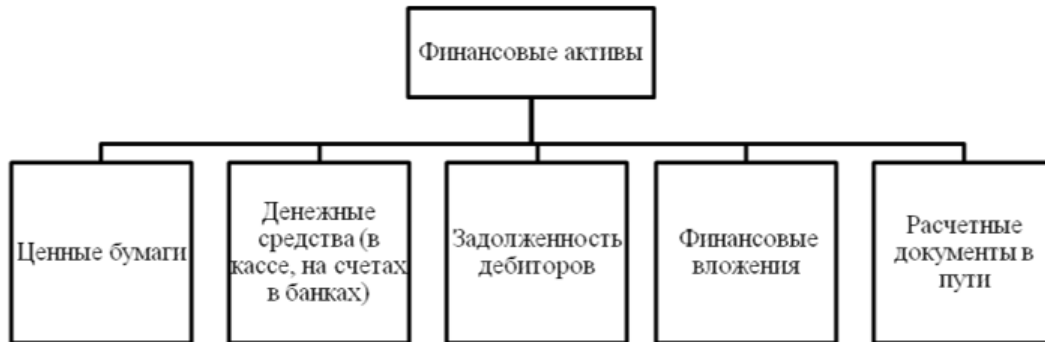 Финансовые активы
Ценные бумаги
Денежные
средства (в
кассе, на счетах
в банках)
Задолженность
дебиторов
Финансовые
вложения
Расчетные
документы в
пути